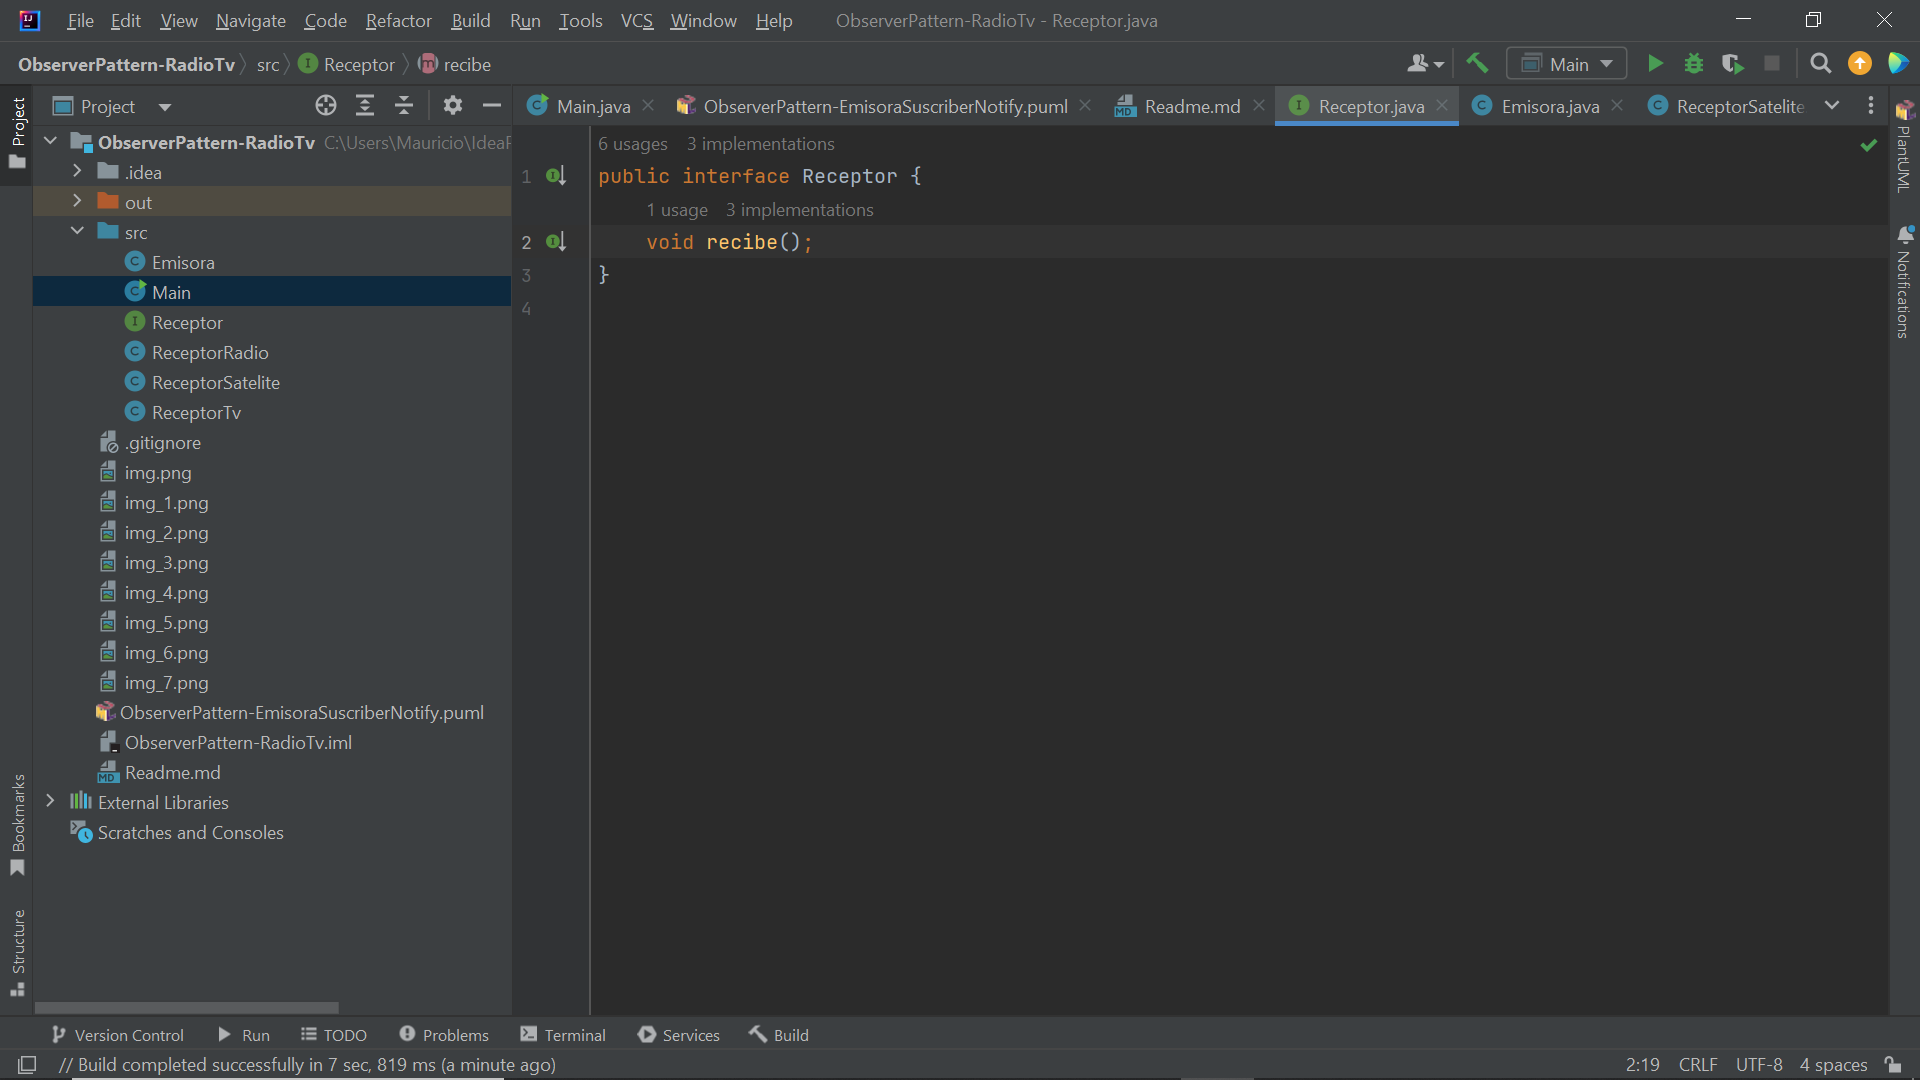 File Edit View Navigate Code Refactor Build Run Tools VCS Window Help ObserverPattern-RadioTv - Receptor.java
ObserverPattern-RadioTv src Receptor recibe Main
Project
Main.java ObserverPattern-EmisoraSuscriberNotify.puml Readme.md Receptor.java Emisora.java ReceptorSatelite
Project
ObserverPattern-RadioTv C:\Users\Mauricio\Idea
.idea
out
src
Emisora
Main
Receptor
ReceptorRadio
ReceptorSatelite
ReceptorTv
.gitignore
img.png
img_1.png
img_2.png
img_3.png
img_4.png
img_5.png
img_6.png
img_7.png
ObserverPattern-EmisoraSuscriberNotify.puml
ObserverPattern-RadioTv.iml
Readme.md
External Libraries
Scratches and Consoles
6 usages 3 implementations
1 public interface Receptor {
1 usage 3 implementations
2 void recibe();
3 }
4
PlantUML
Notifications
Bookmarks
Structure
Version Control Run TODO Problems Terminal Services Build
// Build completed successfully in 7 sec, 819 ms (a minute ago) 2:19 CRLF UTF-8 4 spaces